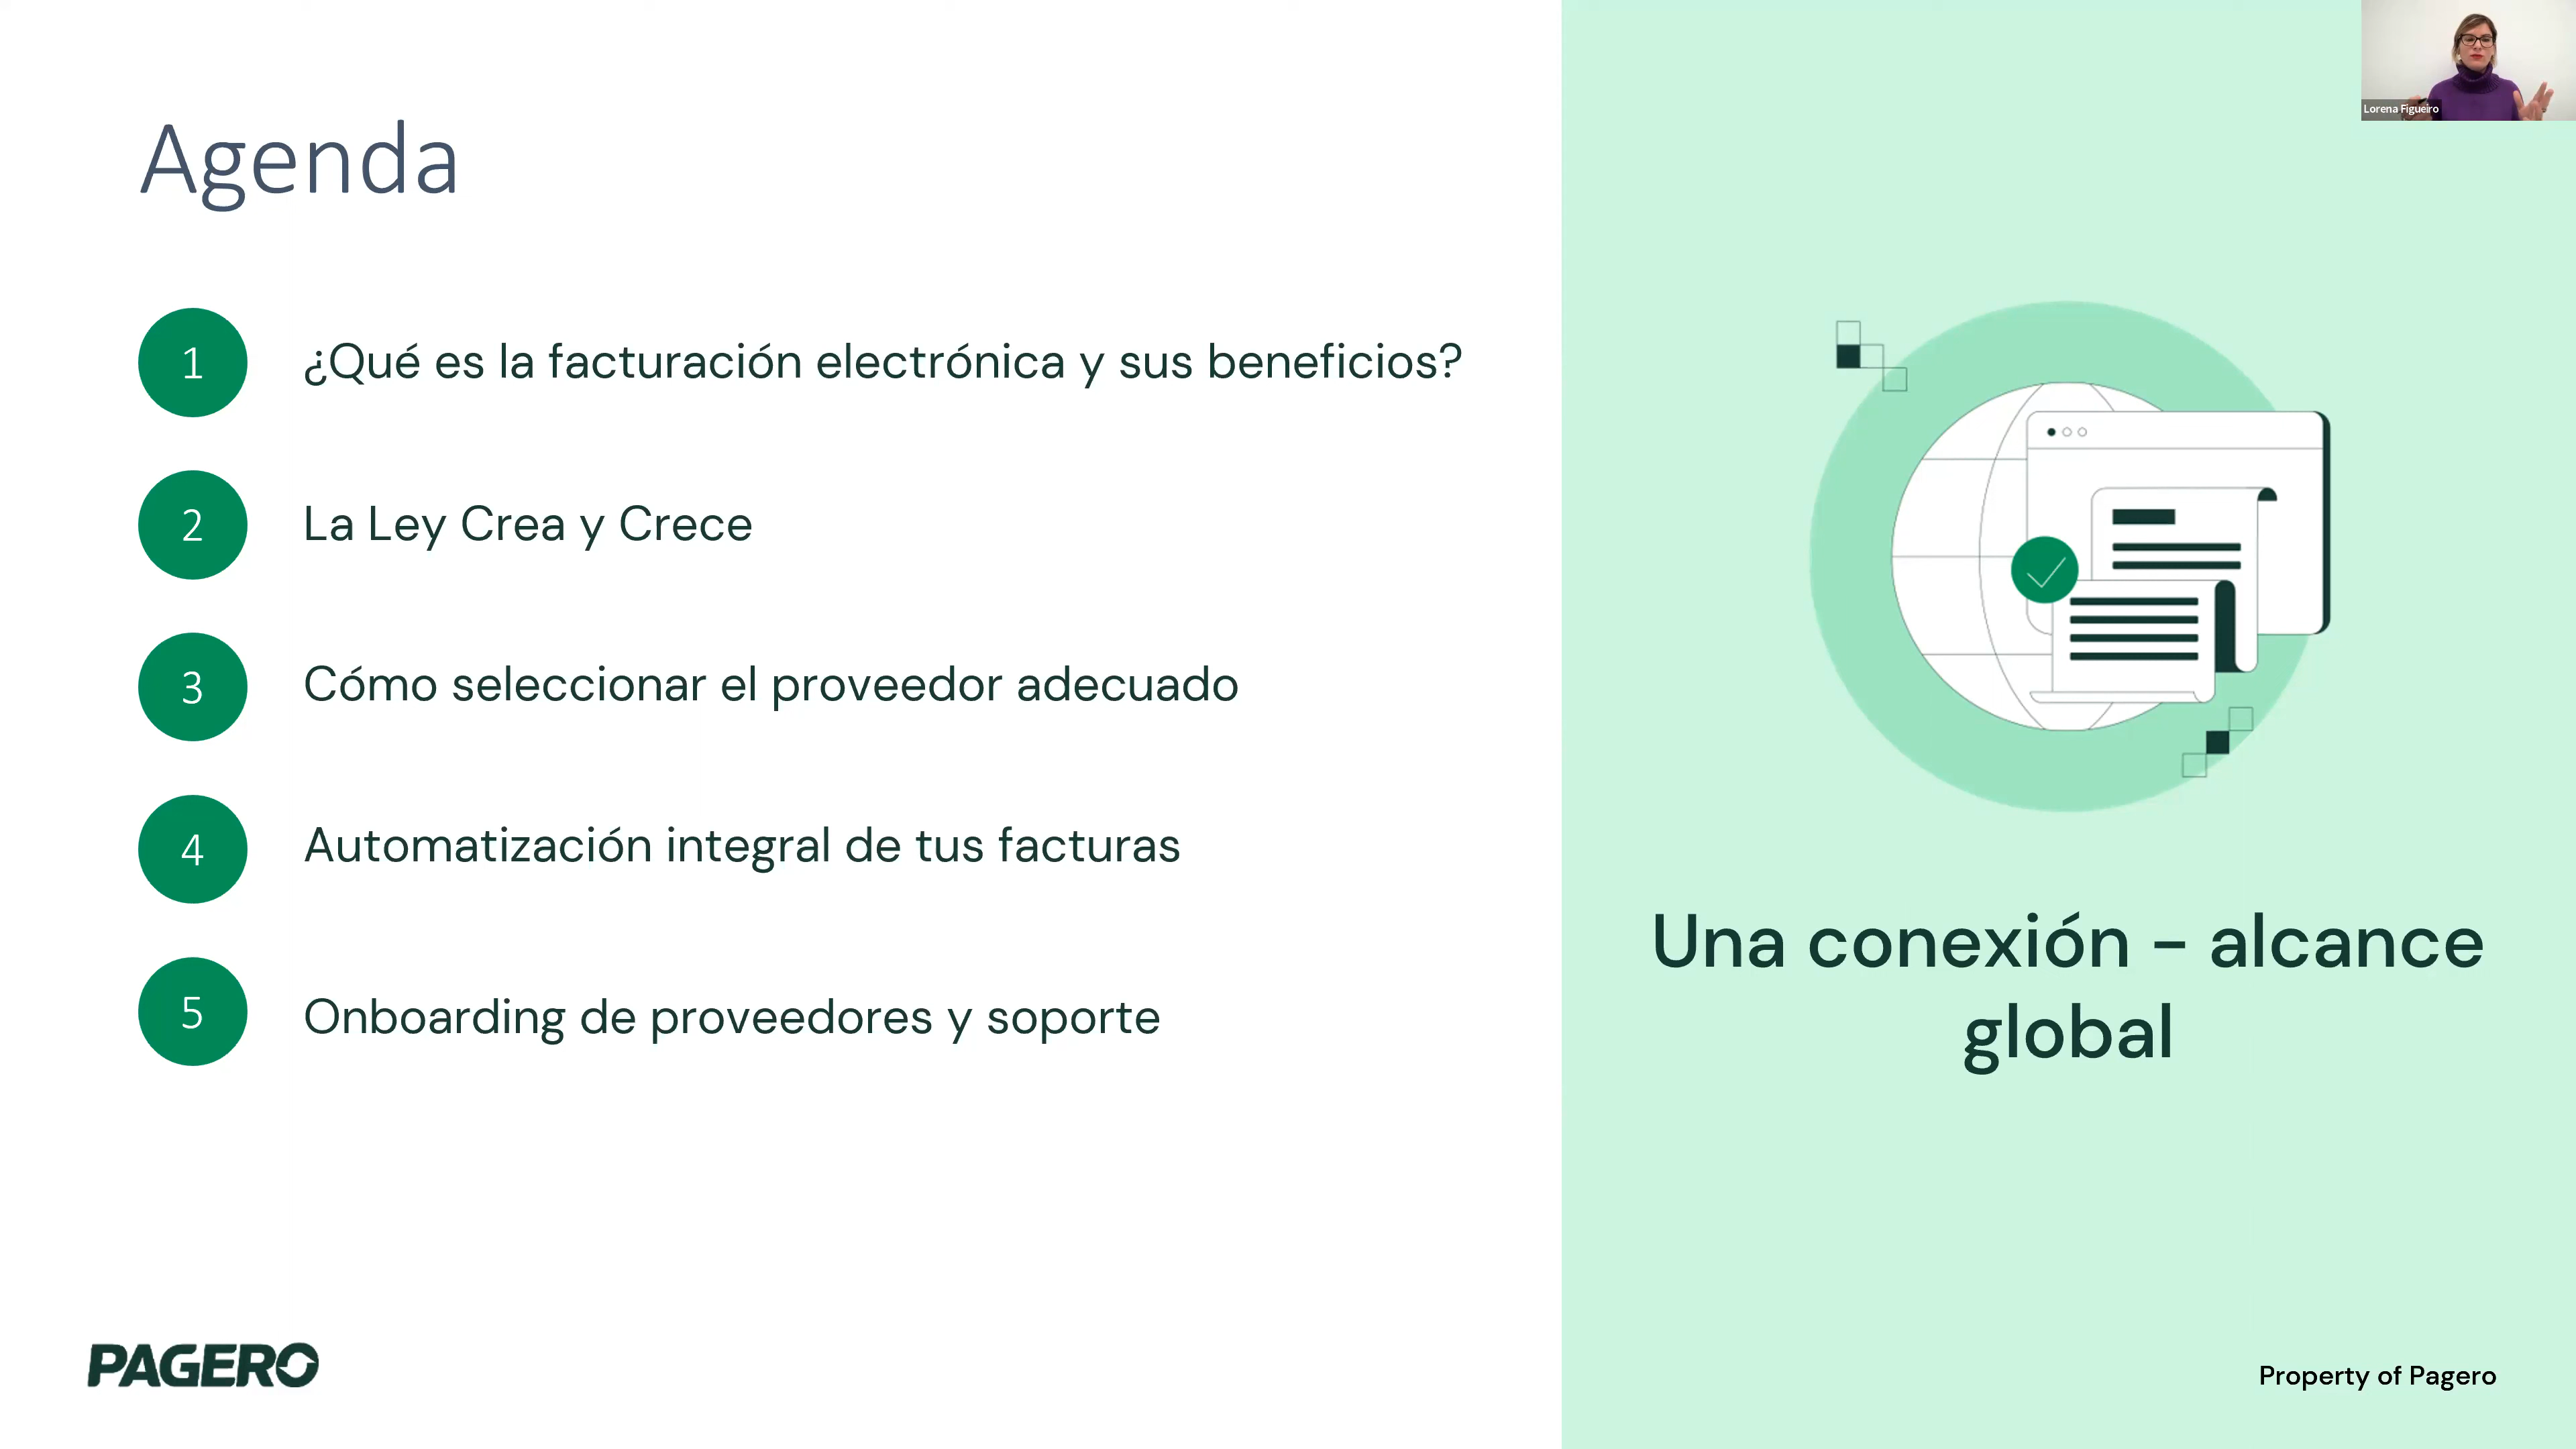 Agenda
1
¿Qué es la facturación electrónica y sus beneficios?
2
La Ley Crea y Crece
3
Cómo seleccionar el proveedor adecuado
4
Automatización integral de tus facturas
5
Onboarding de proveedores y soporte
PAGERO
Lorena Figueiro
Una conexión - alcance
global
Property of Pagero